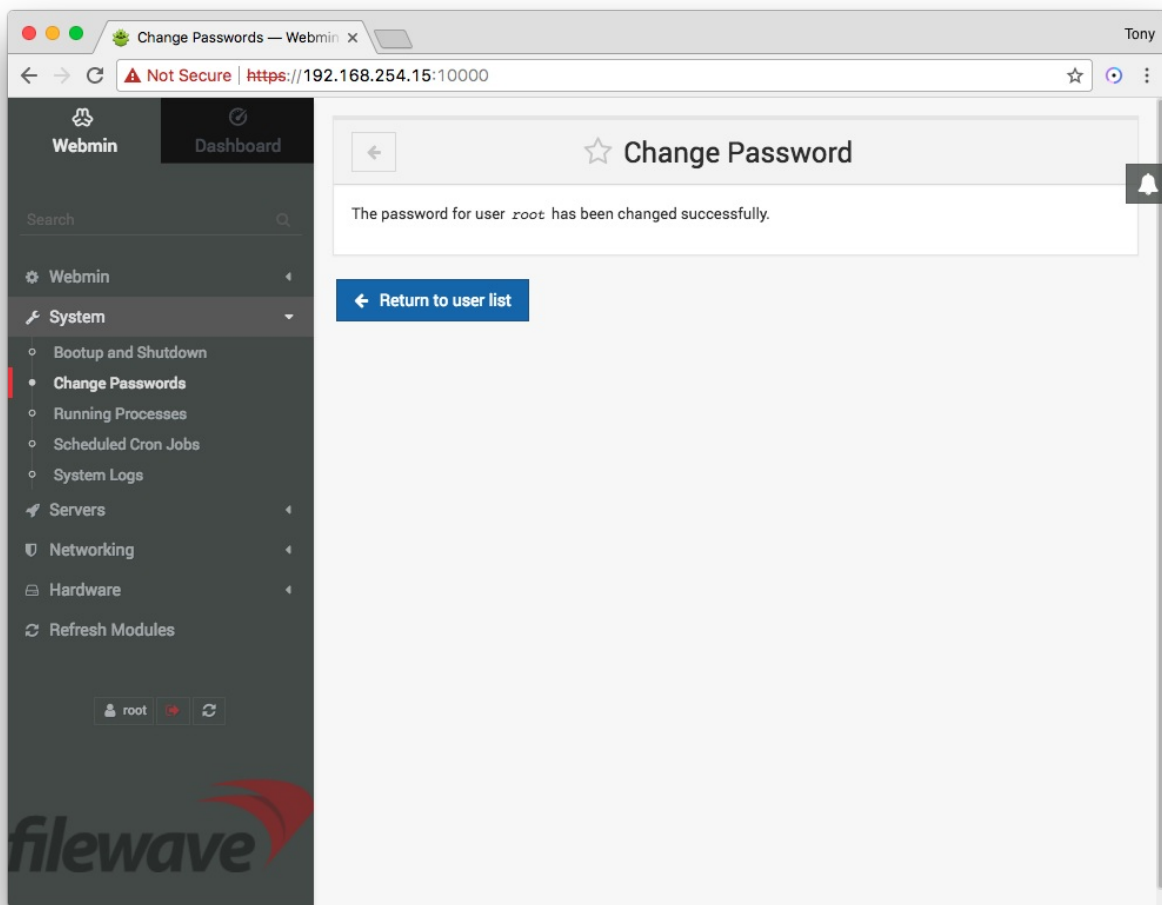 Change Passwords — Webmin
Tony
Not Secure | https://192.168.254.15:10000
Webmin
Dashboard
Search
Webmin
System
Bootup and Shutdown
Change Passwords
Running Processes
Scheduled Cron Jobs
System Logs
Servers
Networking
Hardware
Refresh Modules
root
filewave
Change Password
The password for user root has been changed successfully.
Return to user list